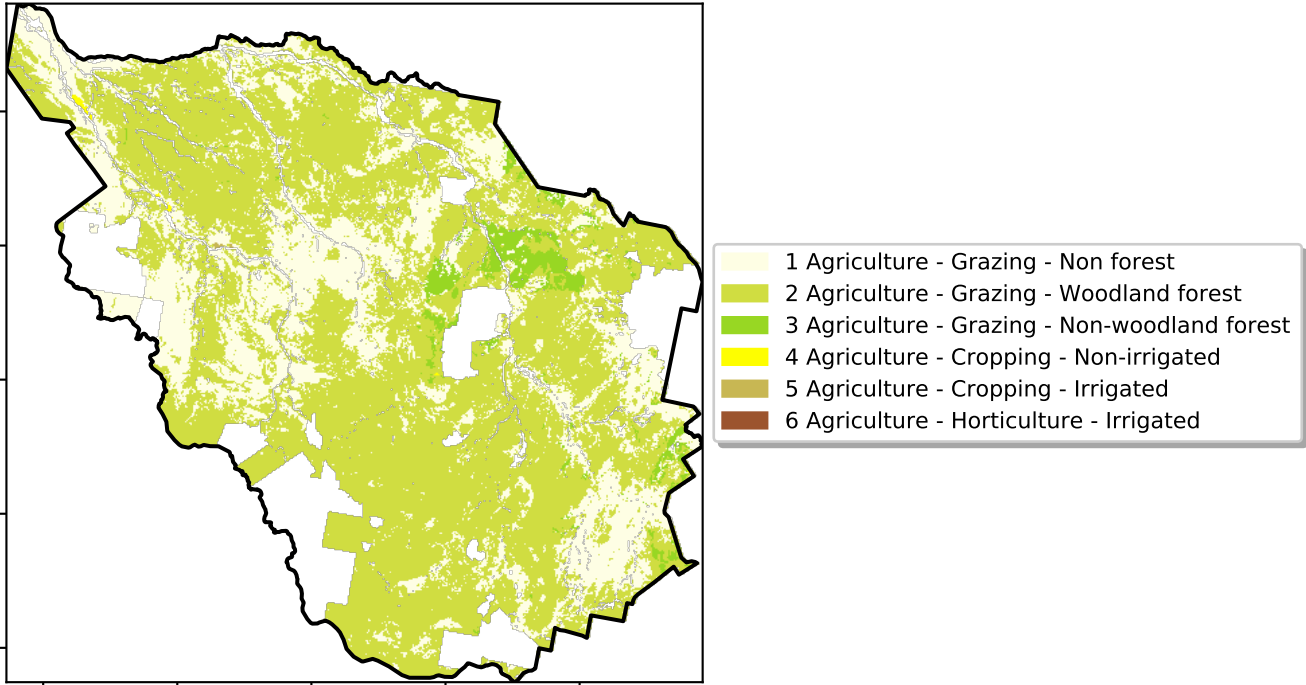 1 Agriculture - Grazing - Non forest
2 Agriculture - Grazing - Woodland forest
3 Agriculture - Grazing - Non-woodland forest
4 Agriculture - Cropping - Non-irrigated
5 Agriculture - Cropping - Irrigated
6 Agriculture - Horticulture - Irrigated